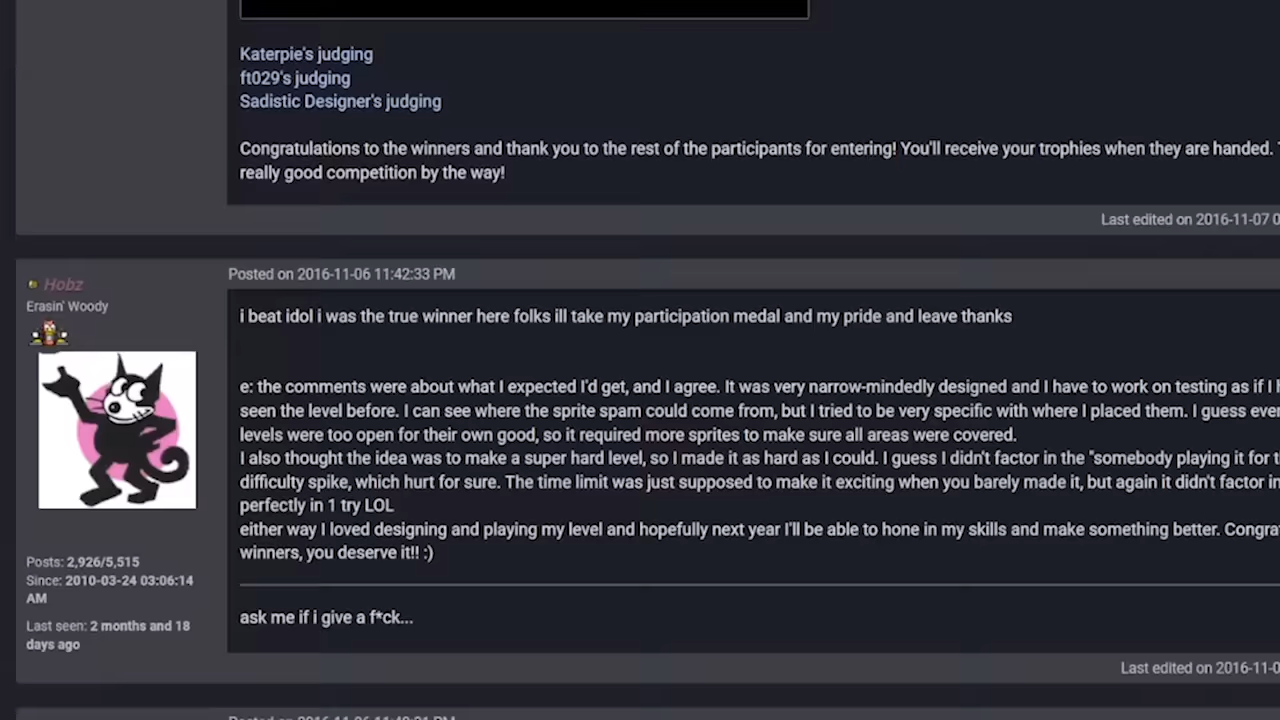 Katerpie's judging
ft029's judging
Sadistic Designer's judging
Congratulations to the winners and thank you to the rest of the participants for entering! You'll receive your trophies when they are handed.
really good competition by the way!
Last edited on 2016-11-07 0
Hobz
Erasin' Woody
Posted on 2016-11-06 11:42:33 PM
i beat idol i was the true winner here folks ill take my participation medal and my pride and leave thanks
e: the comments were about what I expected I'd get, and I agree. It was very narrow-mindedly designed and I have to work on testing as if I
seen the level before. I can see where the sprite spam could come from, but I tried to be very specific with where I placed them. I guess
levels were too open for their own good, so it required more sprites to make sure all areas were covered.
I also thought the idea was to make a super hard level, so I made it as hard as I could. I guess I didn't factor in the "somebody playing it for
difficulty spike, which hurt for sure. The time limit was just supposed to make it exciting when you barely made it, but again it didn't factor in
perfectly in 1 try LOL
either way I loved designing and playing my level and hopefully next year I'll be able to hone in my skills and make something better.
winners, you deserve it!! :)
Posts: 2,926/5,515
Since: 2010-03-24 03:06:14
AM
Last seen: 2 months and 18
days ago
ask me if i give a f*ck...
Last edited on 2016-11-0